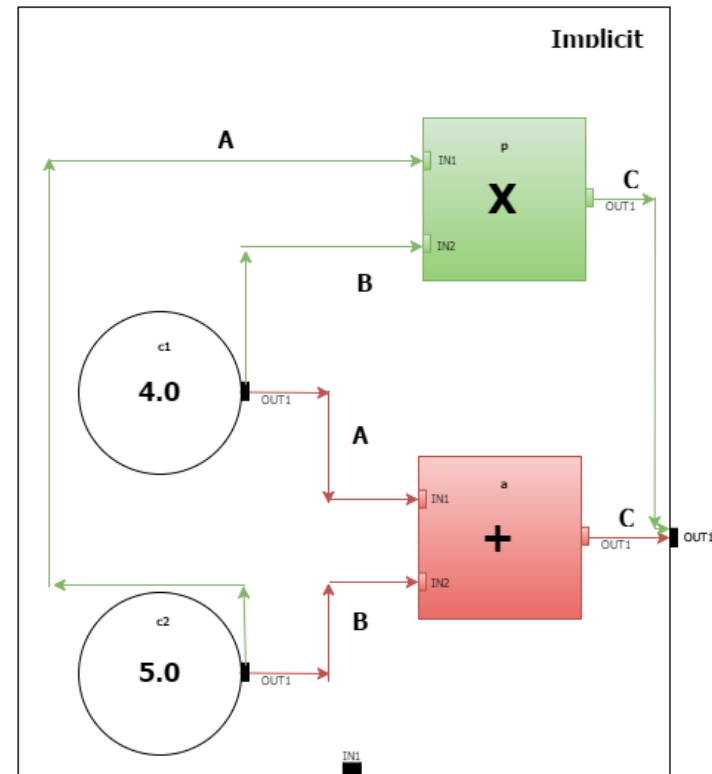 Implicit
A
p
IN1
X
C
OUT1
IN2
B
c1
4.0
OUT1
A
a
IN1
C
+
OUT1
OUT1
IN2
c2
B
5.0
OUT1
IN1